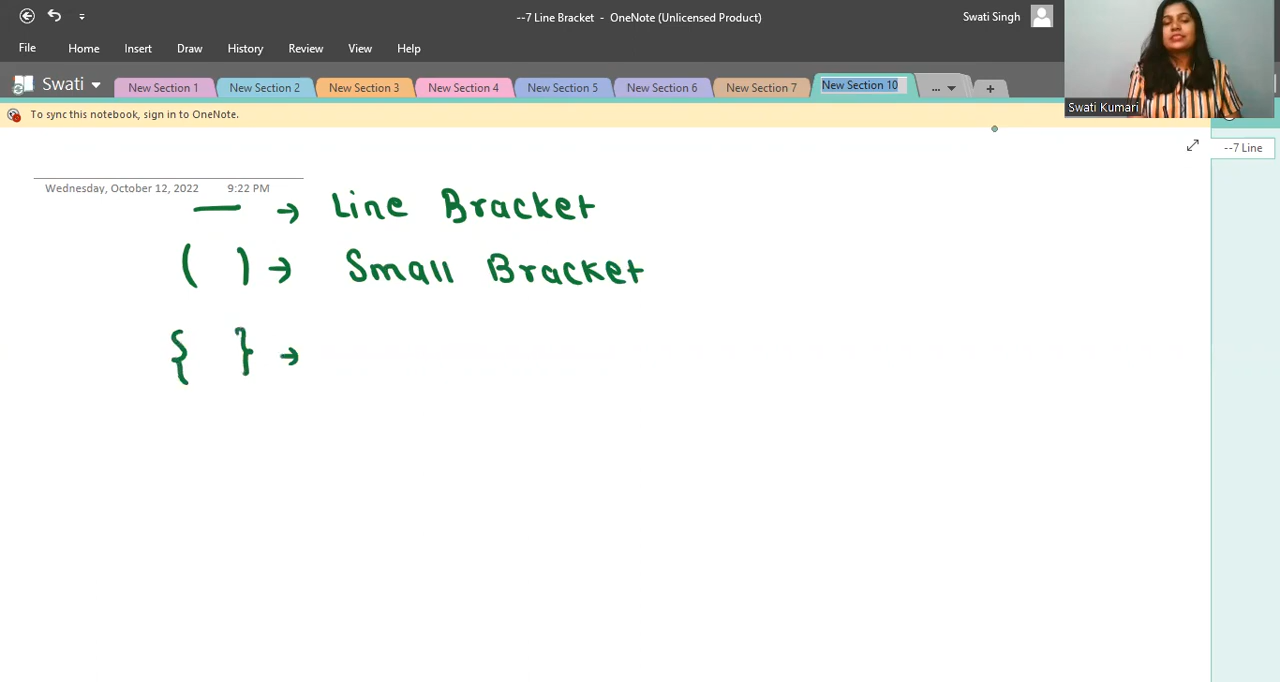 --7 Line Bracket - OneNote (Unlicensed Product)
Swati Singh
File Home Insert Draw History Review View Help
Swati New Section 1 New Section 2 New Section 3 New Section 4 New Section 5 New Section 6 New Section 7 New Section 10 ... +
Swati Kumari
To sync this notebook, sign in to OneNote.
--7 Line
Wednesday, October 12, 2022 9:22 PM
— → Line Bracket
( ) → Small Bracket
{ } →